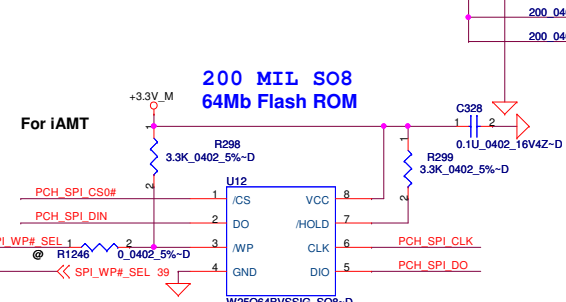 200_04
200_04
200 MIL SO8
64Mb Flash ROM
+3.3V_M
For iAMT
C328
1 2
0.1U_0402_16V4Z~D
1
R298
3.3K_0402_5%~D
2
1
R299
3.3K_0402_5%~D
2
U12
PCH_SPI_CS0# 1 /CS VCC 8
PCH_SPI_DIN 2 DO /HOLD 7
I_WP#_SEL 1 2 3 /WP CLK 6 PCH_SPI_CLK
@ R1246 0_0402_5%~D
SPI_WP#_SEL 39 4 GND DIO 5 PCH_SPI_DO
W25Q64BVSSIG_SO8~D